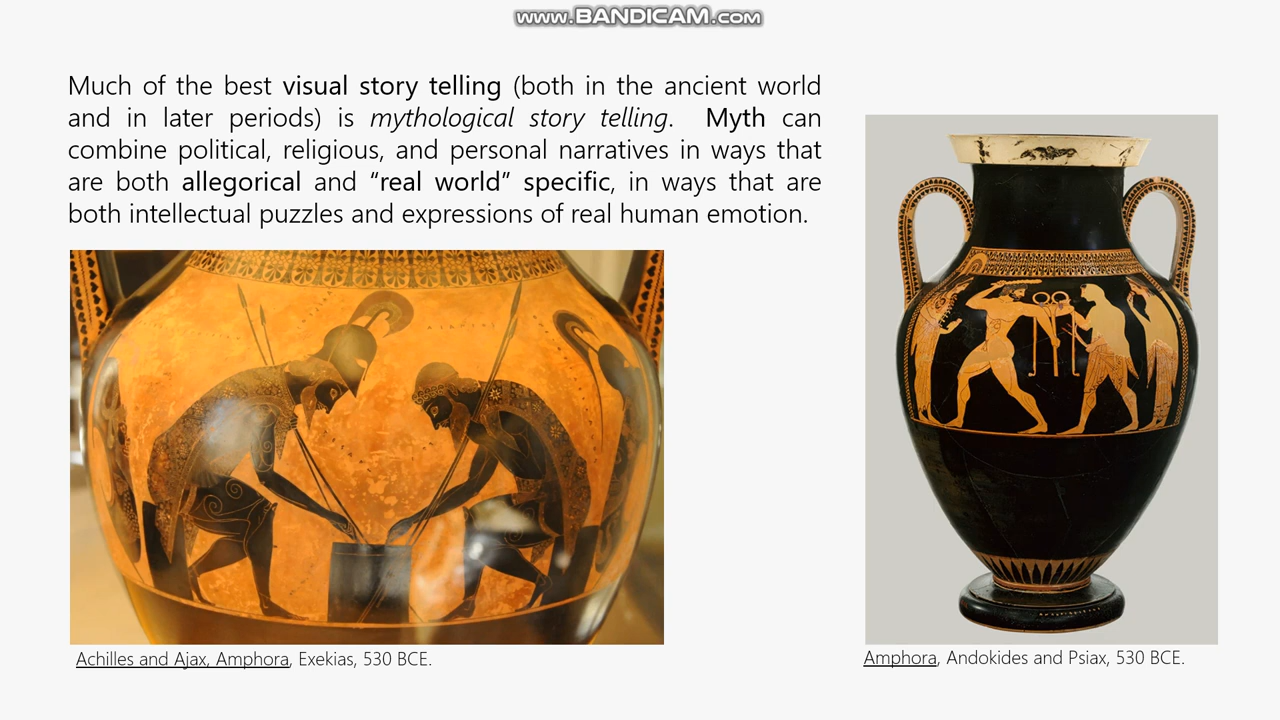 www.BANDICAM.com
Much of the best visual story telling (both in the ancient world
and in later periods) is mythological story telling. Myth can
combine political, religious, and personal narratives in ways that
are both allegorical and “real world” specific, in ways that are
both intellectual puzzles and expressions of real human emotion.
Achilles and Ajax, Amphora, Exekias, 530 BCE.
Amphora, Andokides and Psiax, 530 BCE.